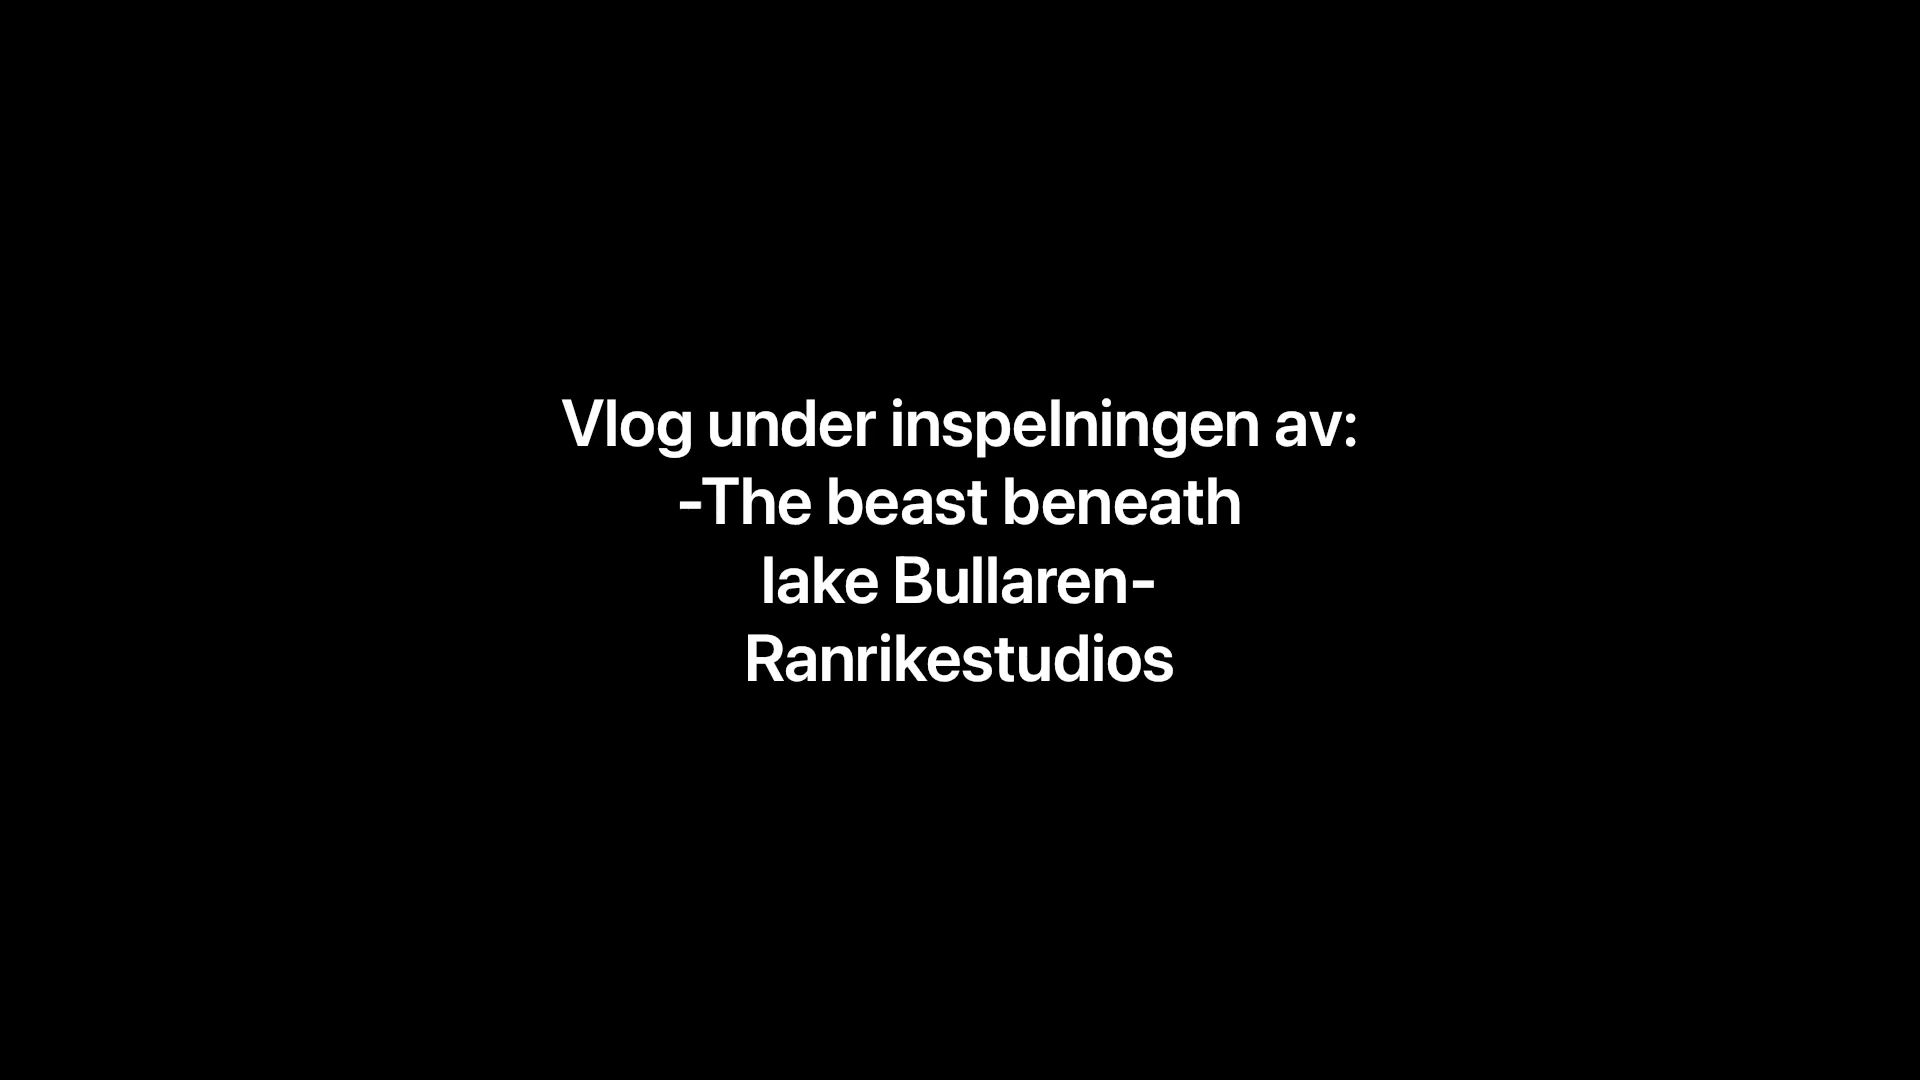 Vlog under inspelningen av:
-The beast beneath
lake Bullaren-
Ranrikestudios